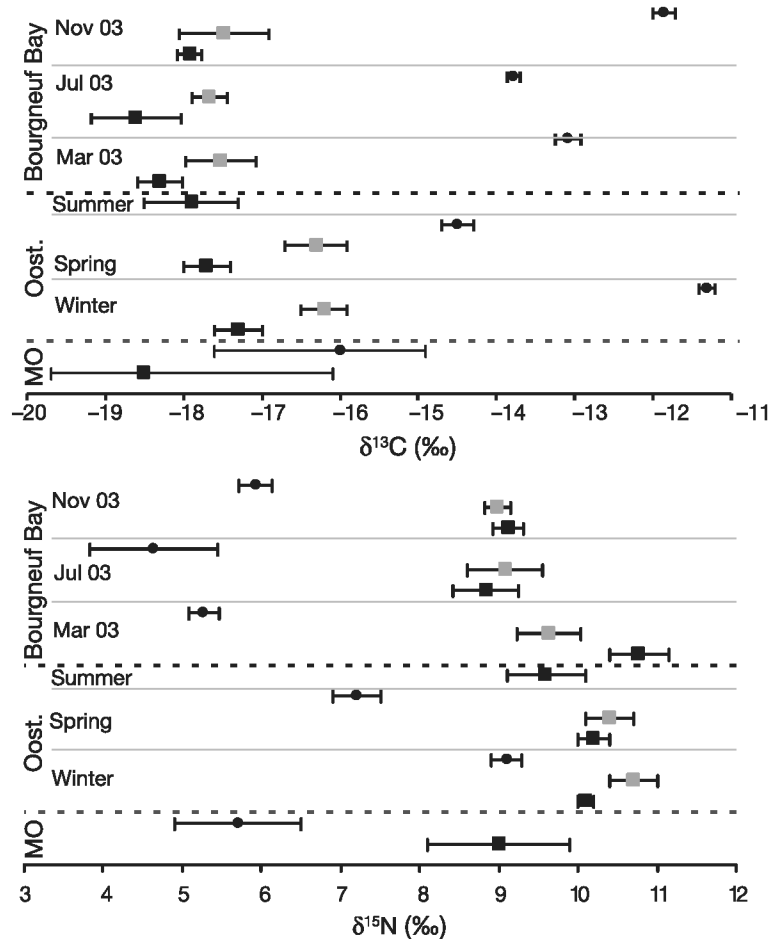 Bourgneuf Bay
Nov 03
Jul 03
Mar 03
Oost.
Summer
Spring
Winter
MO
–20 –19 –18 –17 –16 –15 –14 –13 –12 –11
δ¹³C (‰)
Bourgneuf Bay
Nov 03
Jul 03
Mar 03
Oost.
Summer
Spring
Winter
MO
3 4 5 6 7 8 9 10 11 12
δ¹⁵N (‰)